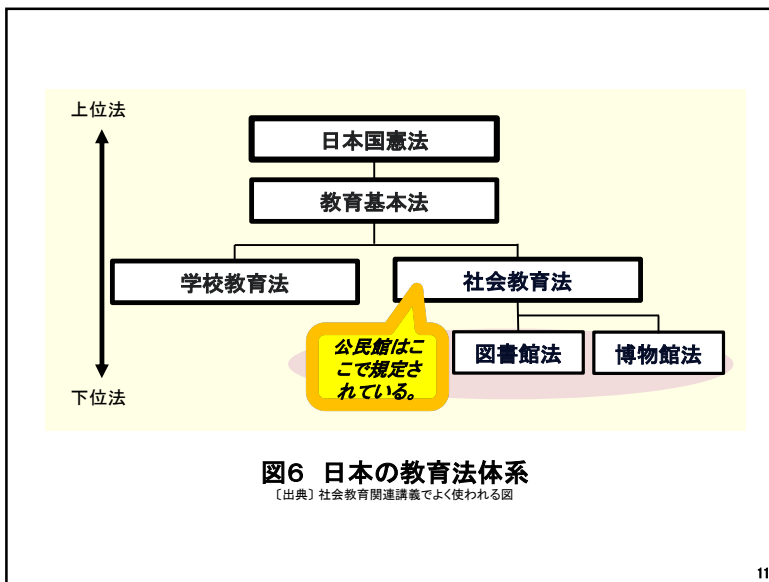 上位法
日本国憲法
教育基本法
学校教育法
社会教育法
公民館はこ
こで規定さ
れている。
図書館法
博物館法
下位法
図6 日本の教育法体系
〔出典〕社会教育関連講義でよく使われる図
11